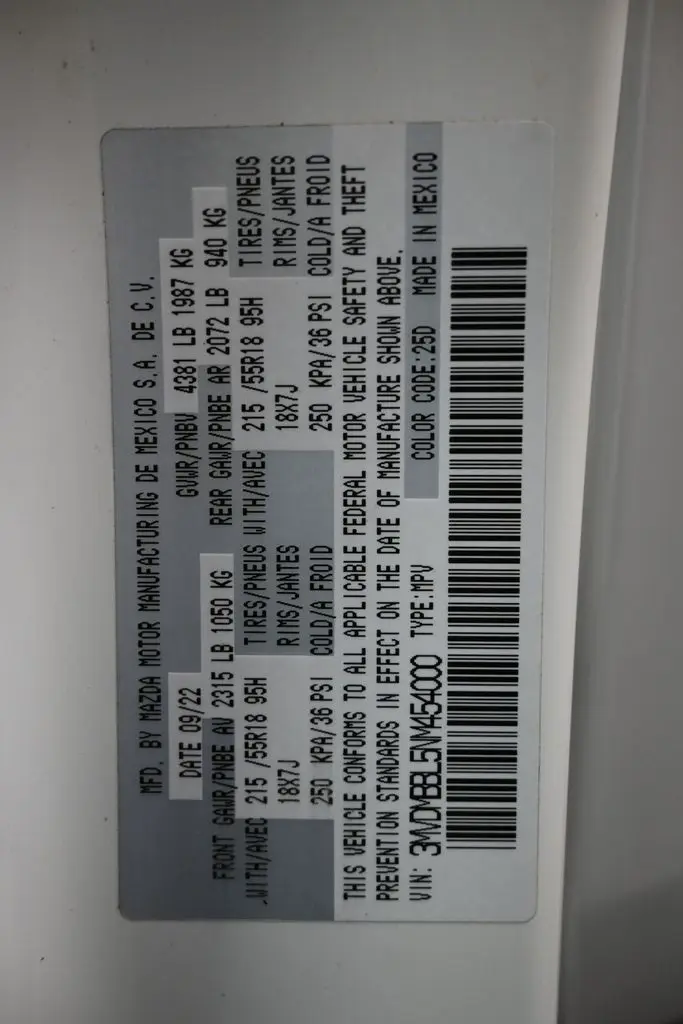 MFD. BY MAZDA MOTOR MANUFACTURING DE MEXICO S.A. DE C.V.
DATE 09/22 GVWR/PNBV 4381 LB 1987 KG
FRONT GAWR/PNBE AV 2315 LB 1050 KG REAR GAWR/PNBE AR 2072 LB 940 KG
WITH/AVEC 215 /55R18 95H TIRES/PNEUS WITH/AVEC 215 /55R18 95H TIRES/PNEUS
18X7J RIMS/JANTES 18X7J RIMS/JANTES
250 KPA/36 PSI COLD/A FROID 250 KPA/36 PSI COLD/A FROID
THIS VEHICLE CONFORMS TO ALL APPLICABLE FEDERAL MOTOR VEHICLE SAFETY AND THEFT
PREVENTION STANDARDS IN EFFECT ON THE DATE OF MANUFACTURE SHOWN ABOVE.
VIN: 3MVDMBBL5NM454000 TYPE:MPV COLOR CODE:25D MADE IN MEXICO